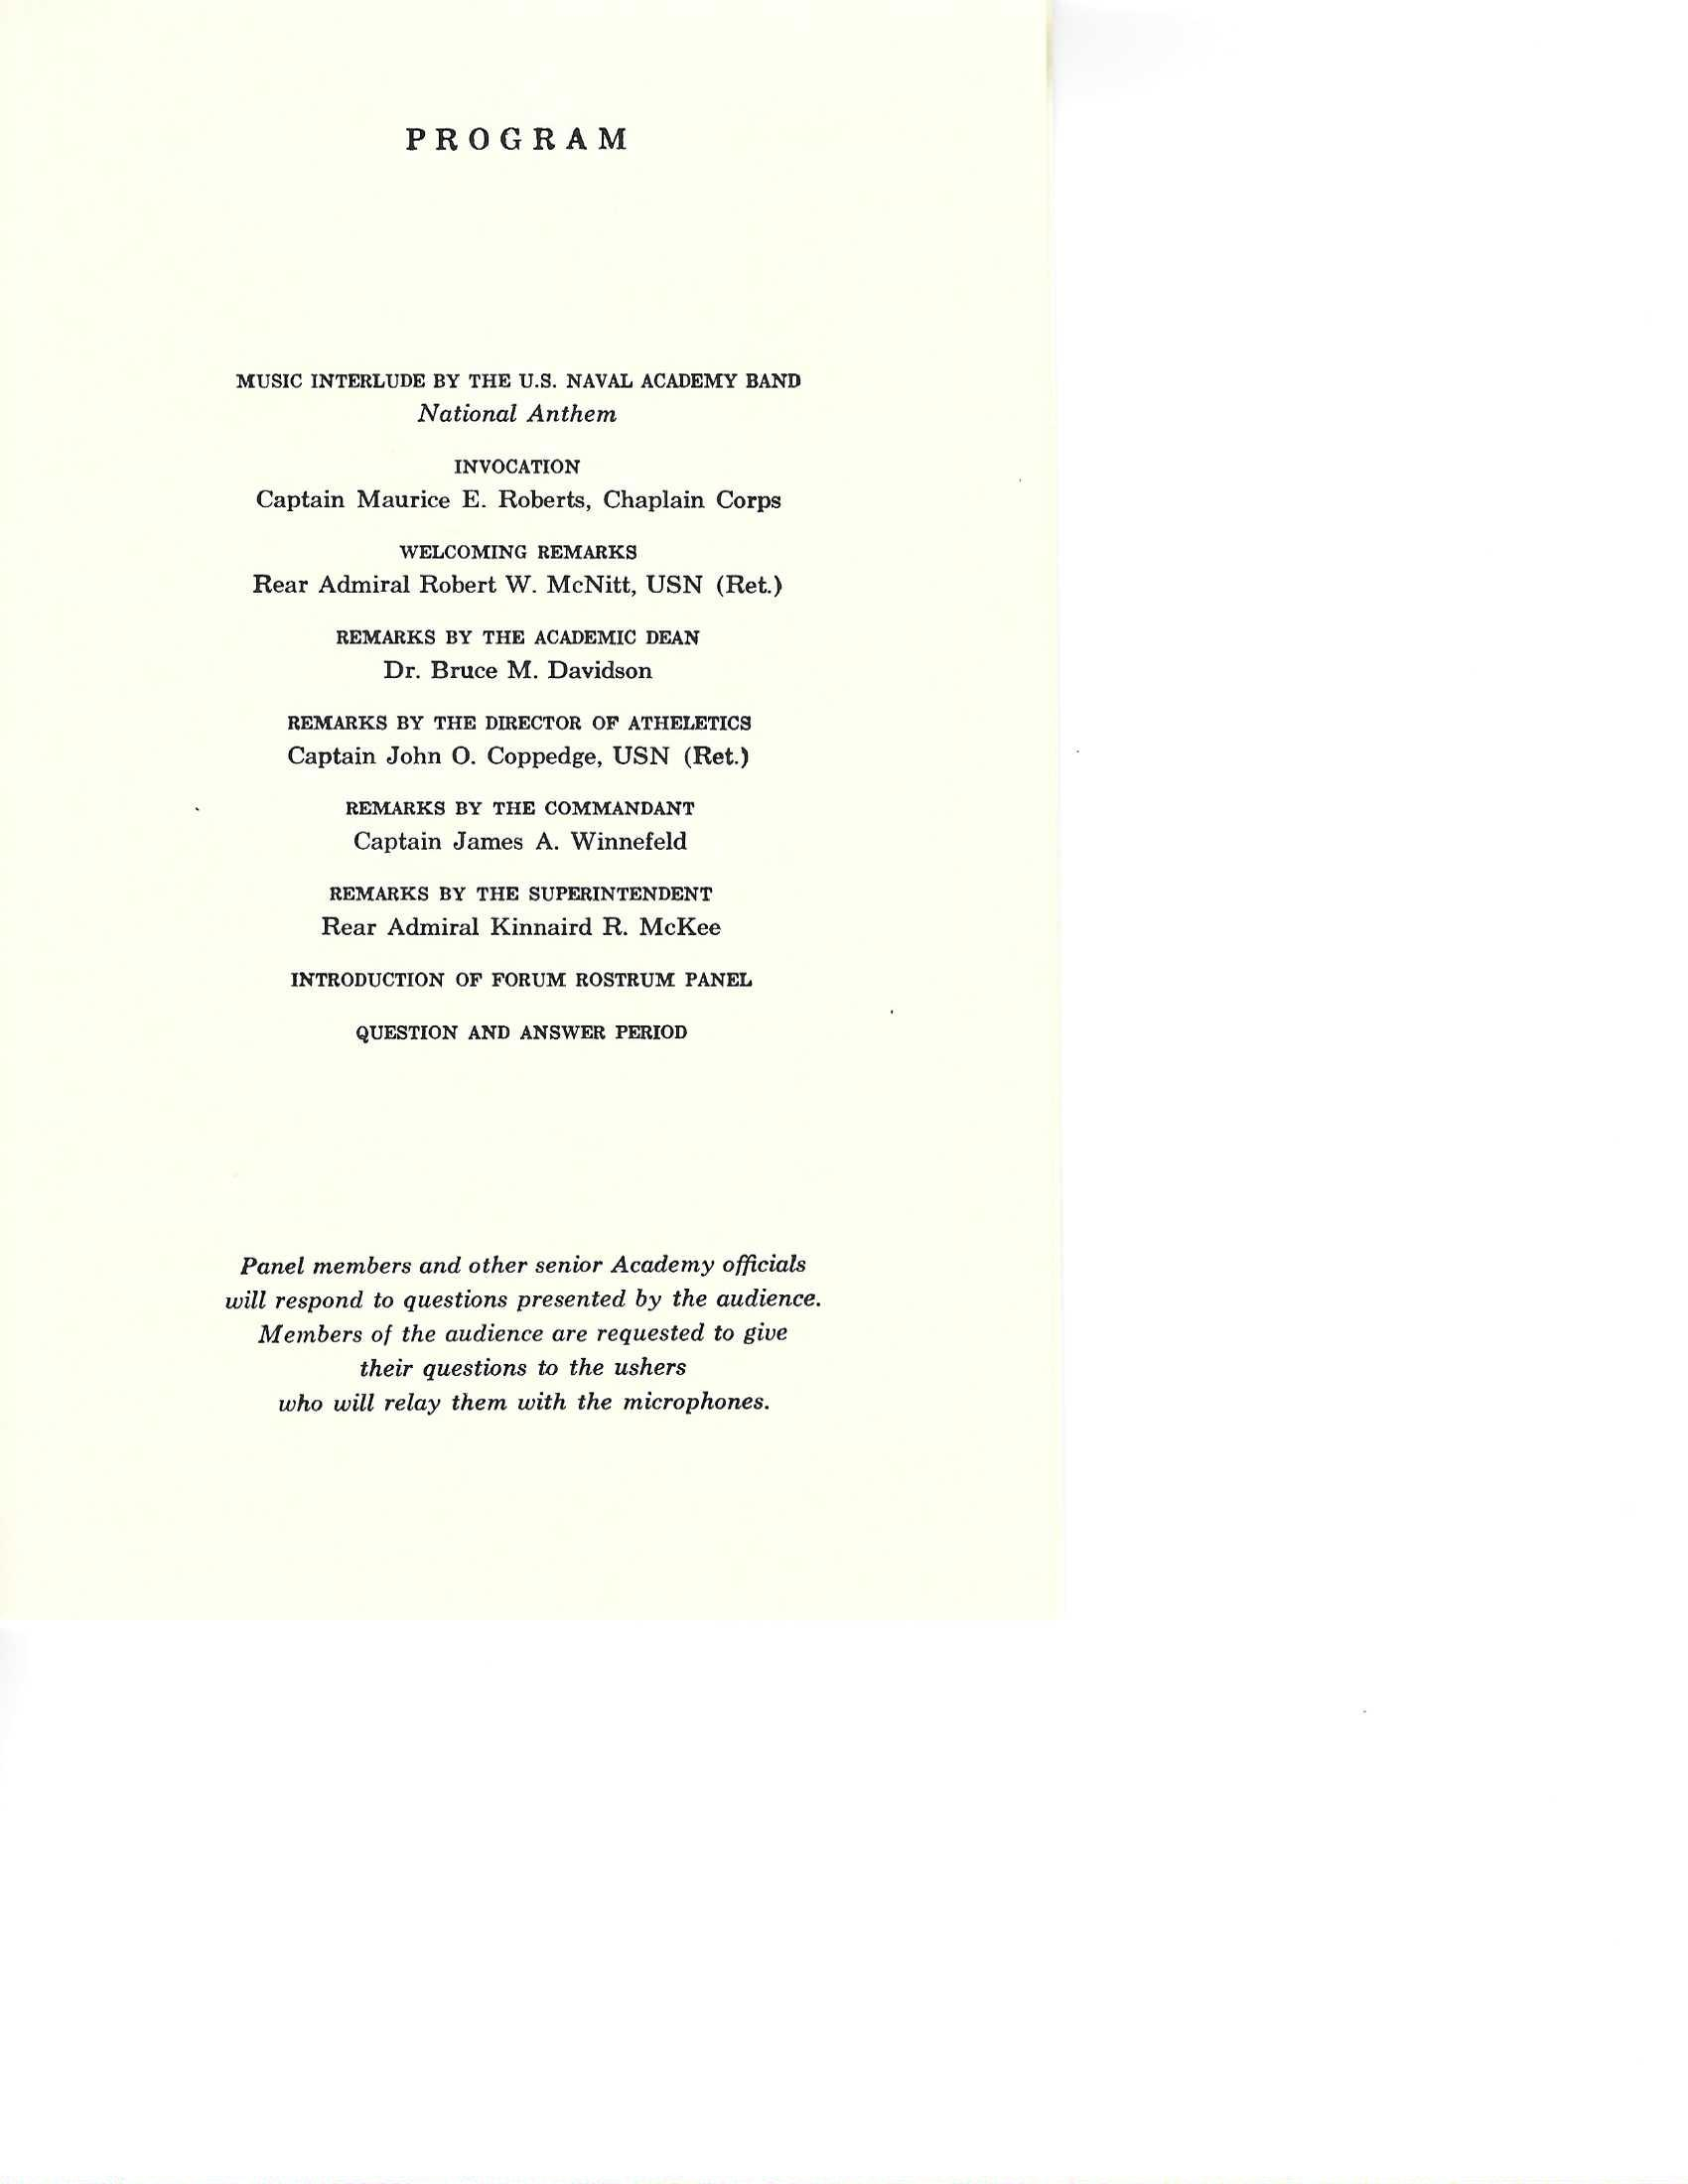 PROGRAM
MUSIC INTERLUDE BY THE U.S. NAVAL ACADEMY BAND
National Anthem
INVOCATION
Captain Maurice E. Roberts, Chaplain Corps
WELCOMING REMARKS
Rear Admiral Robert W. McNitt, USN (Ret.)
REMARKS BY THE ACADEMIC DEAN
Dr. Bruce M. Davidson
REMARKS BY THE DIRECTOR OF ATHELETICS
Captain John O. Coppedge, USN (Ret.)
REMARKS BY THE COMMANDANT
Captain James A. Winnefeld
REMARKS BY THE SUPERINTENDENT
Rear Admiral Kinnaird R. McKee
INTRODUCTION OF FORUM ROSTRUM PANEL
QUESTION AND ANSWER PERIOD
Panel members and other senior Academy officials
will respond to questions presented by the audience.
Members of the audience are requested to give
their questions to the ushers
who will relay them with the microphones.